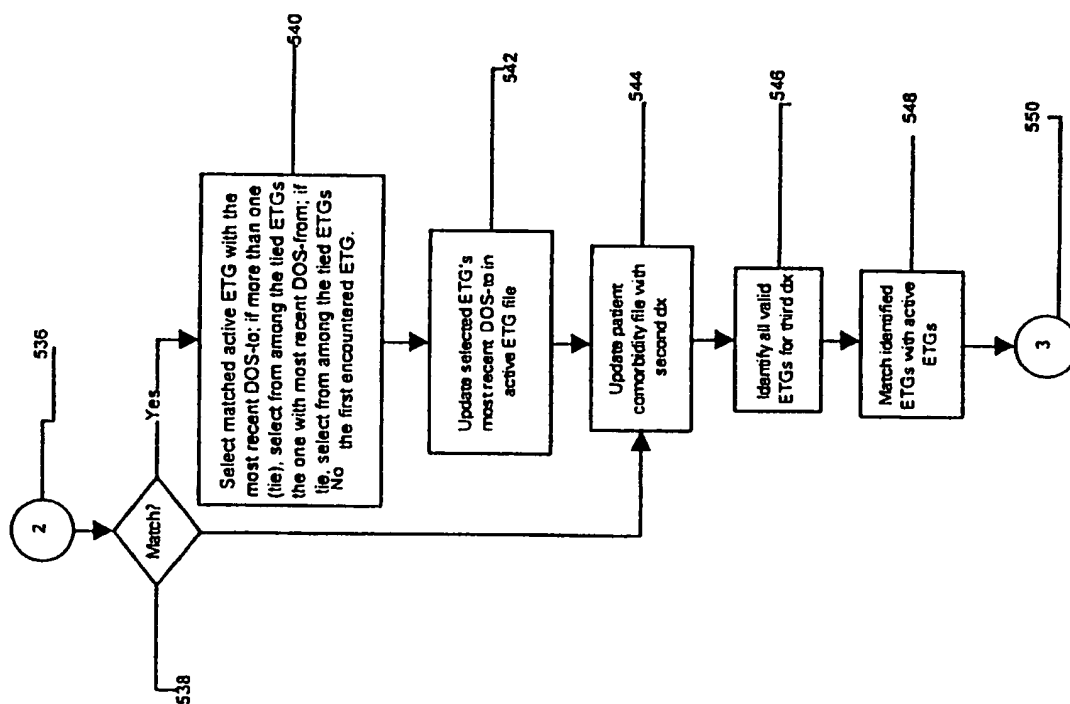 2
536
Match?
538
Yes
Select matched active ETG with the
most recent DOS-to; if more than one
(tie), select from among the tied ETGs
the one with most recent DOS-from; if
tie, select from among the tied ETGs
No the first encountered ETG.
540
Update selected ETG's
most recent DOS-to in
active ETG file
542
Update patient
comorbidity file with
second dx
544
Identify all valid
ETGs for third dx
546
Match identified
ETGs with active
ETGs
548
3
550